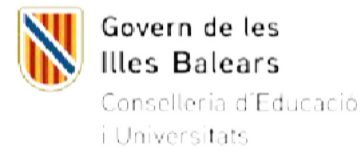 Govern de les
Illes Balears
Conselleria d'Educació
i Universitats